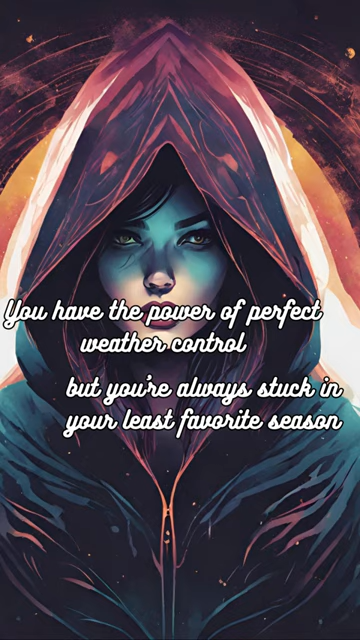 You have the power of perfect
weather control
but you're always stuck in
your least favorite season